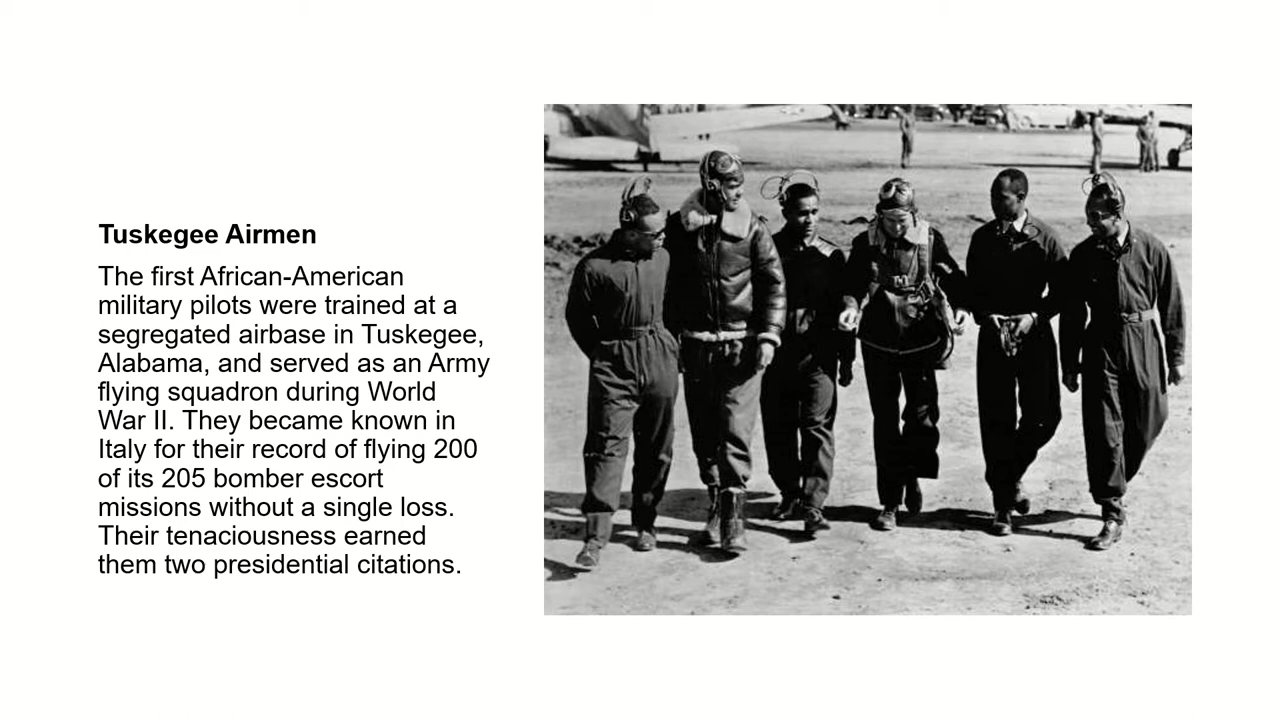 Tuskegee Airmen
The first African-American
military pilots were trained at a
segregated airbase in Tuskegee,
Alabama, and served as an Army
flying squadron during World
War II. They became known in
Italy for their record of flying 200
of its 205 bomber escort
missions without a single loss.
Their tenaciousness earned
them two presidential citations.